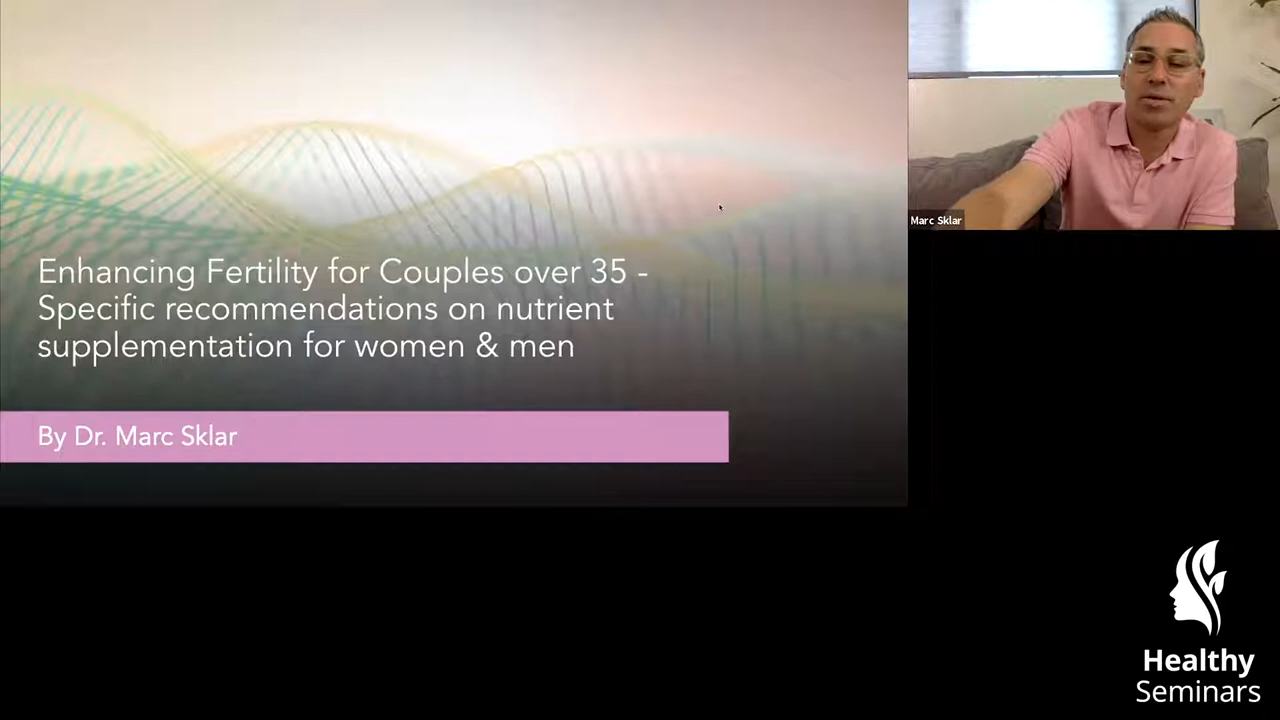 Enhancing Fertility for Couples over 35 -
Specific recommendations on nutrient
supplementation for women & men
By Dr. Marc Sklar
Marc Sklar
Healthy
Seminars